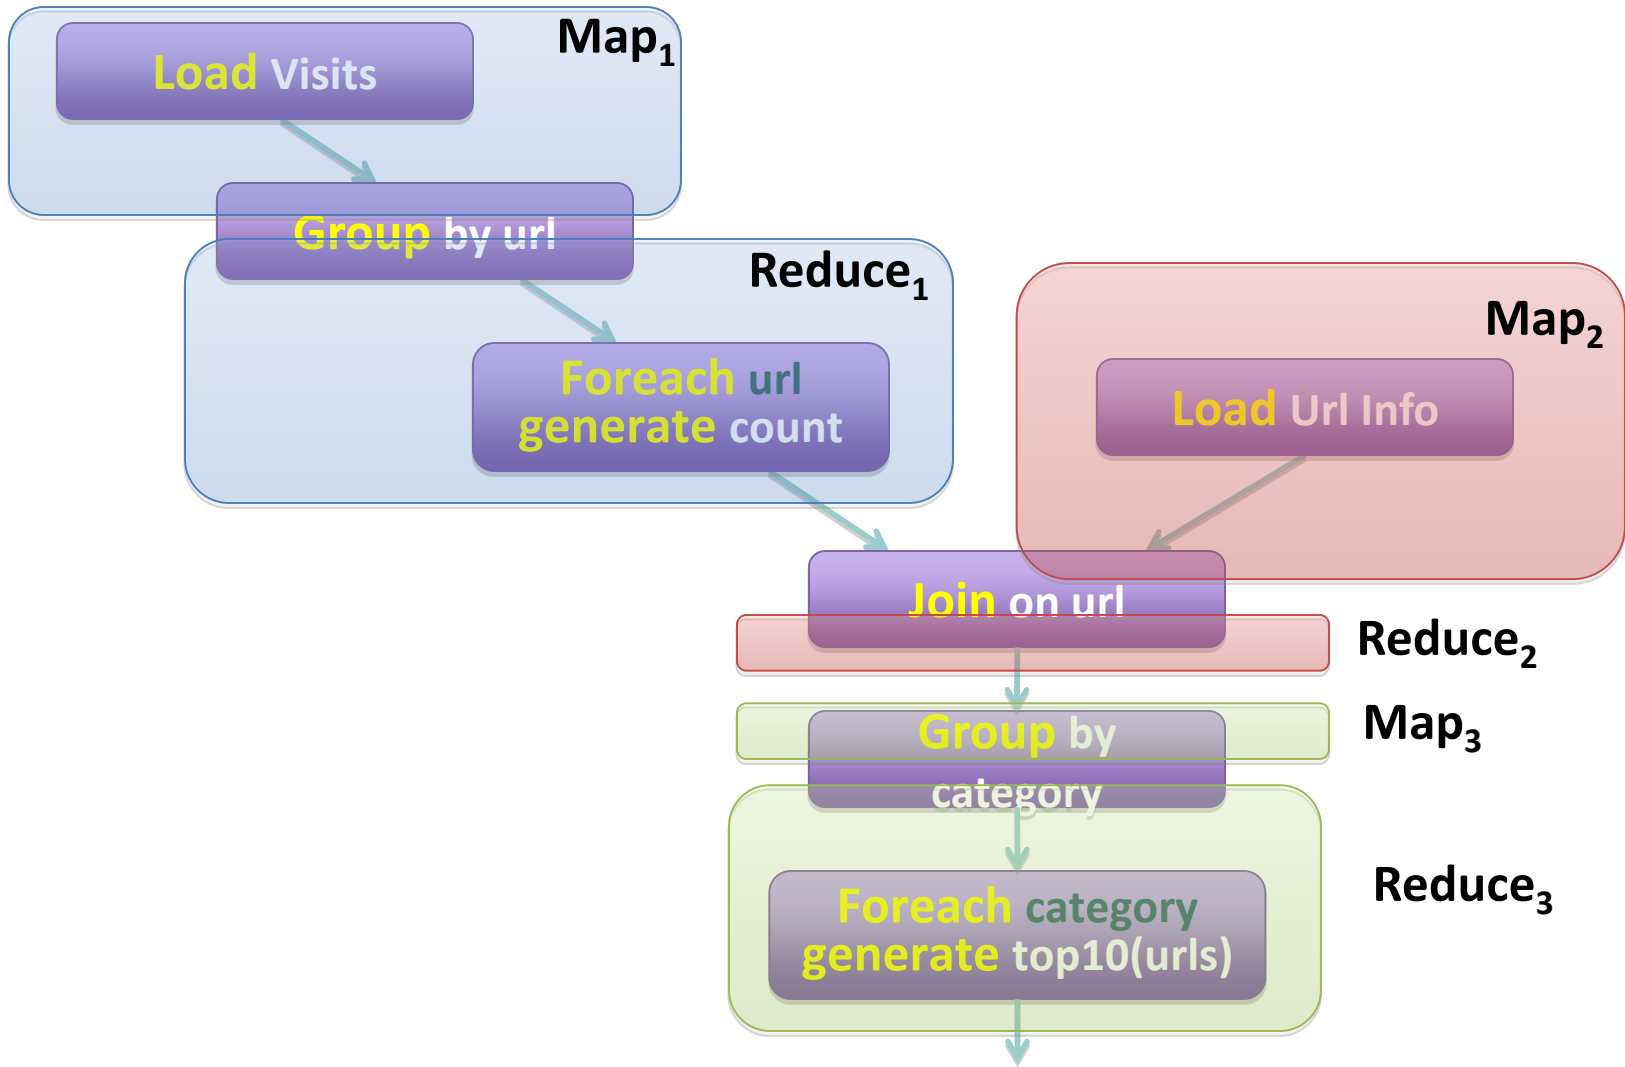 Map1
Load Visits
Group by url
Reduce1
Foreach url
generate count
Map2
Load Url Info
Join on url
Reduce2
Map3
Group by
category
Reduce3
Foreach category
generate top10(urls)